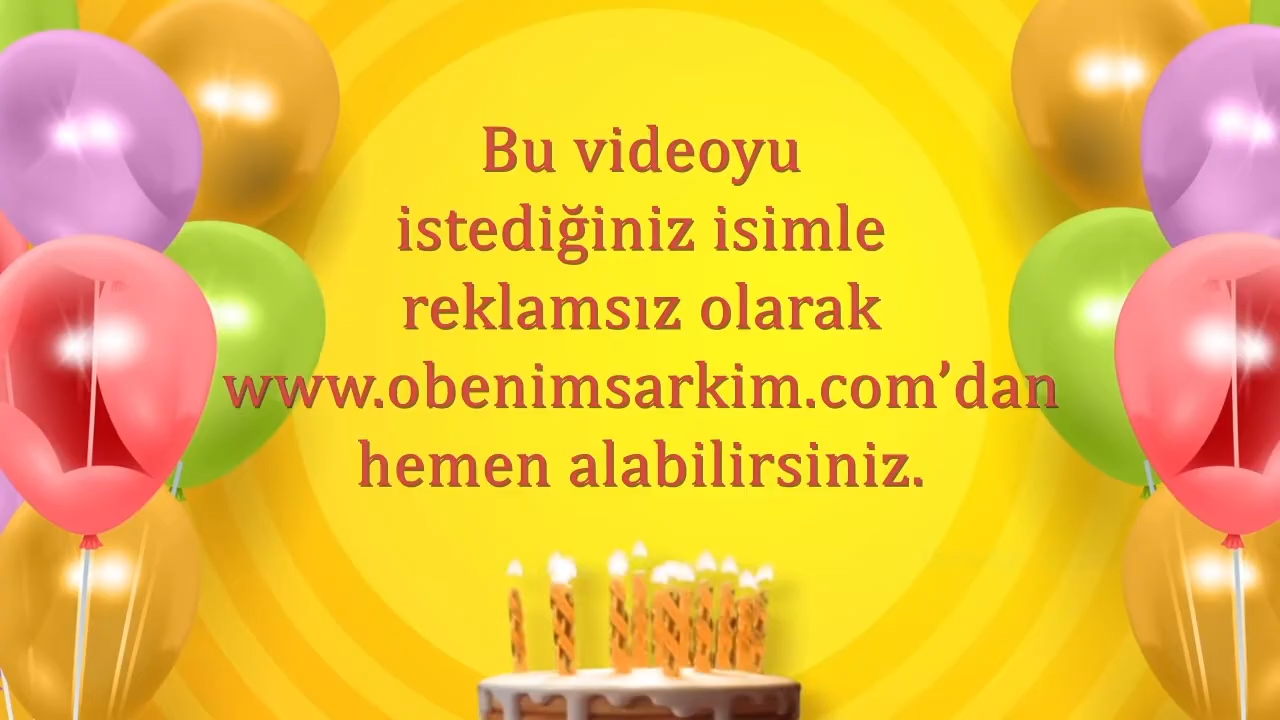 Bu videoyu
istediğiniz isimle
reklamsız olarak
www.obenimsarkim.com’dan
hemen alabilirsiniz.